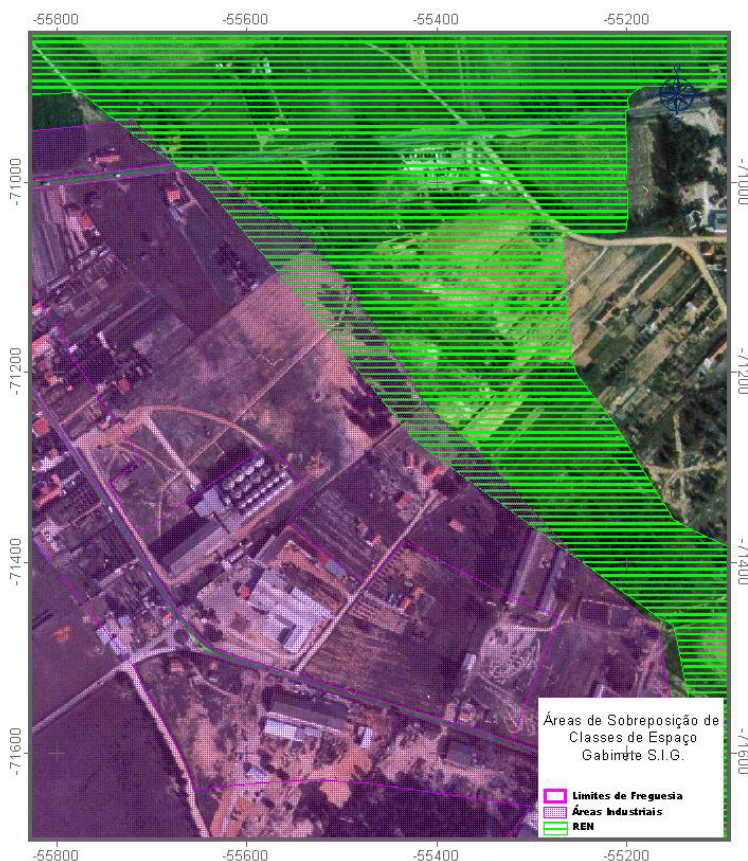 -55800 -55600 -55400 -55200
-71000 -71000
-71200 -71200
-71400 -71400
-71600 -71600
Áreas de Sobreposição de
Classes de Espaço
Gabinete S.I.G.
Limites de Freguesia
Áreas Industriais
REN
-55800 -55600 -55400 -55200